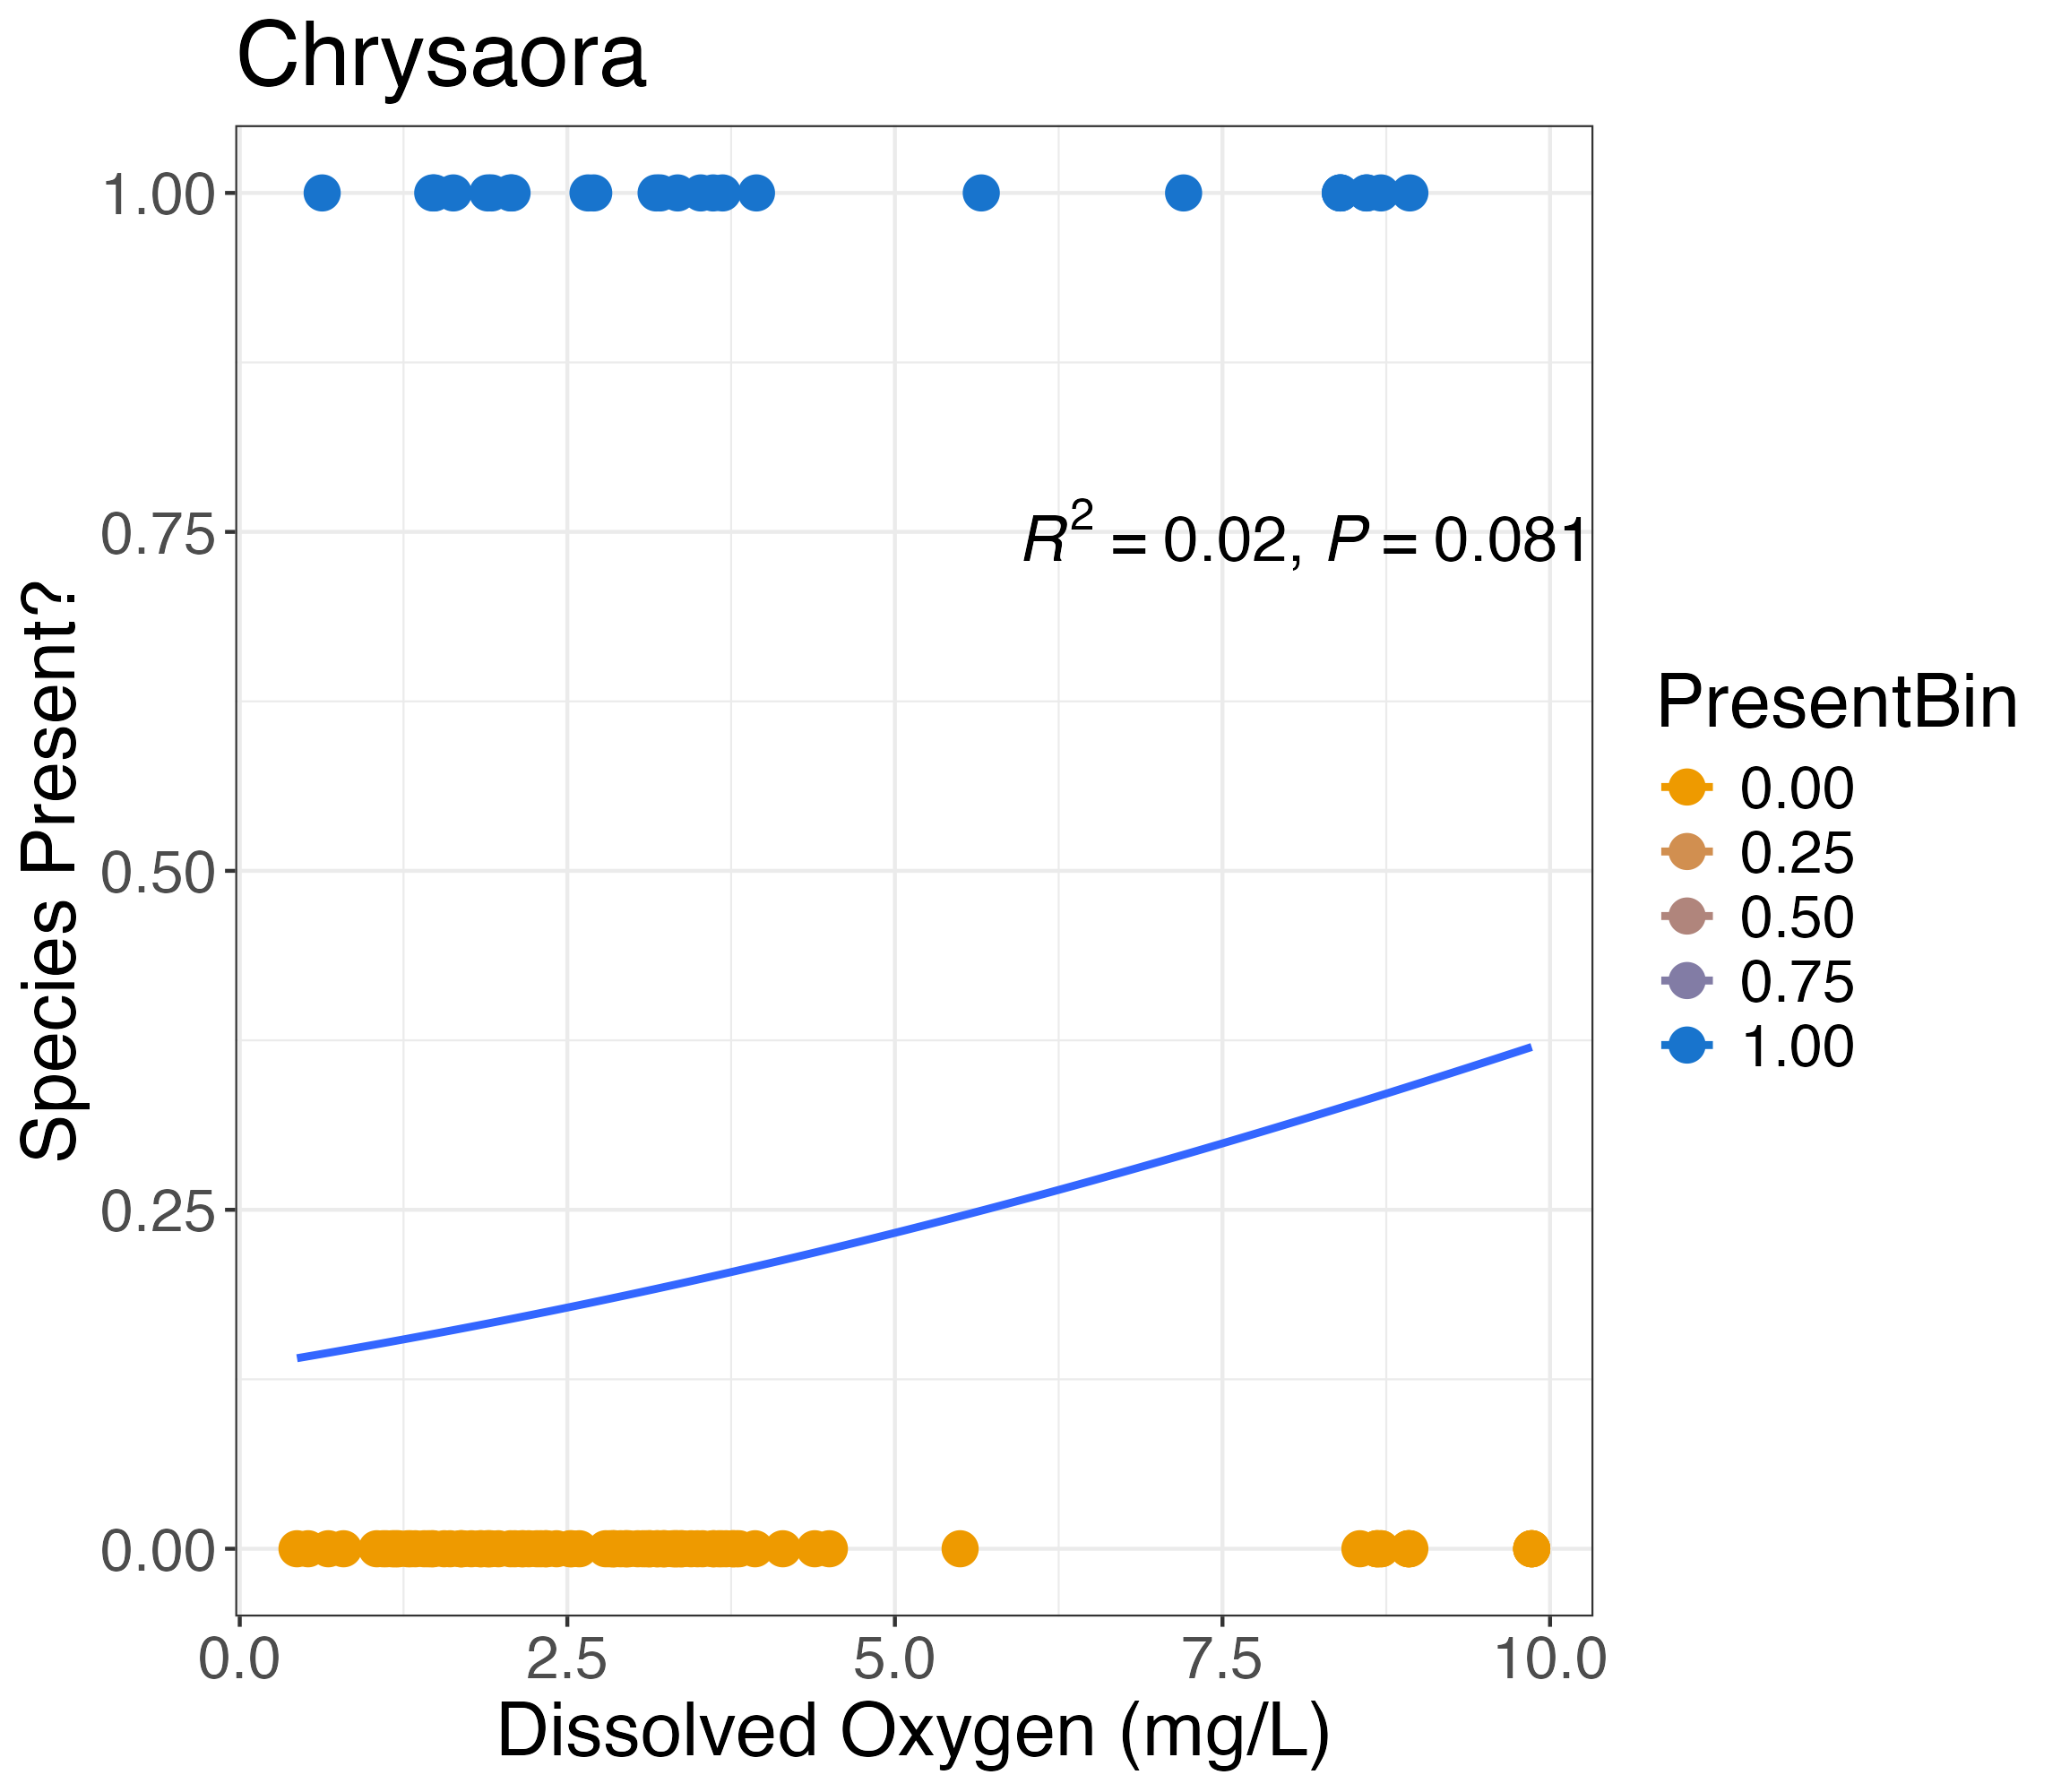 Chrysaora
1.00
0.75
0.50
0.25
0.00
Species Present?
R² = 0.02, P = 0.081
0.0 2.5 5.0 7.5 10.0
Dissolved Oxygen (mg/L)
PresentBin
0.00
0.25
0.50
0.75
1.00